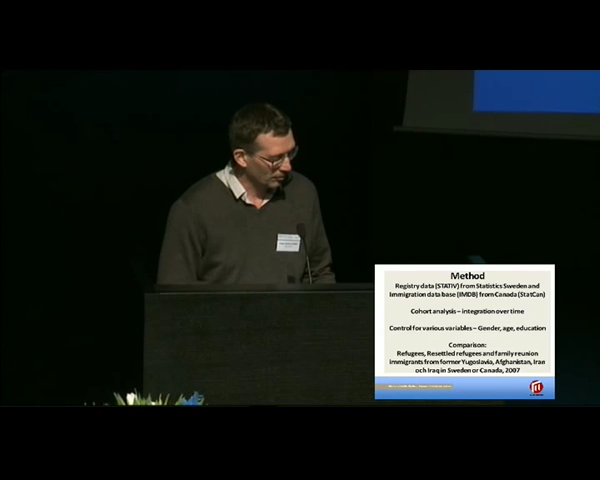 Method
Registry data (STATIV) from Statistics Sweden and
Immigration data base (IMDB) from Canada (StatCan)
Cohort analysis – integration over time
Control for various variables – Gender, age, education
Comparison:
Refugees, Resettled refugees and family reunion
immigrants from former Yugoslavia, Afghanistan, Iran
och Iraq in Sweden or Canada, 2007